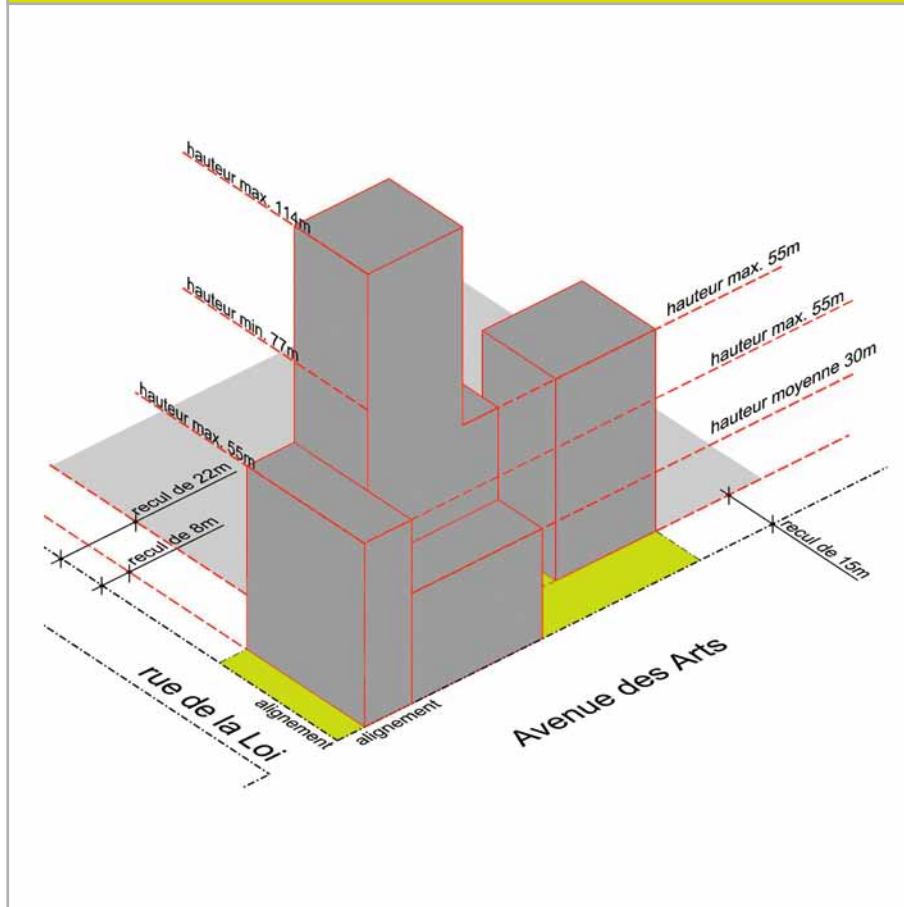 hauteur max. 114m
hauteur min. 77m
hauteur max. 55m
hauteur max. 55m
hauteur max. 55m
hauteur moyenne 30m
recul de 22m
recul de 8m
recul de 15m
rue de la Loi
alignement
alignement
Avenue des Arts